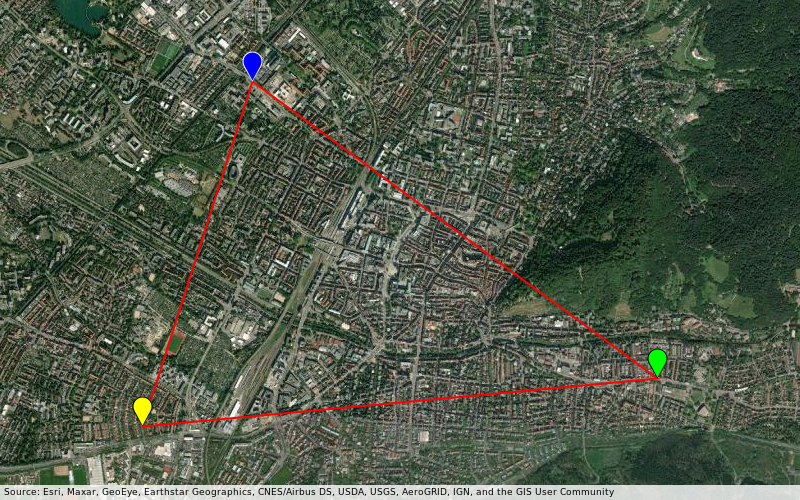 Source: Esri, Maxar, GeoEye, Earthstar Geographics, CNES/Airbus DS, USDA, USGS, AeroGRID, IGN, and the GIS User Community